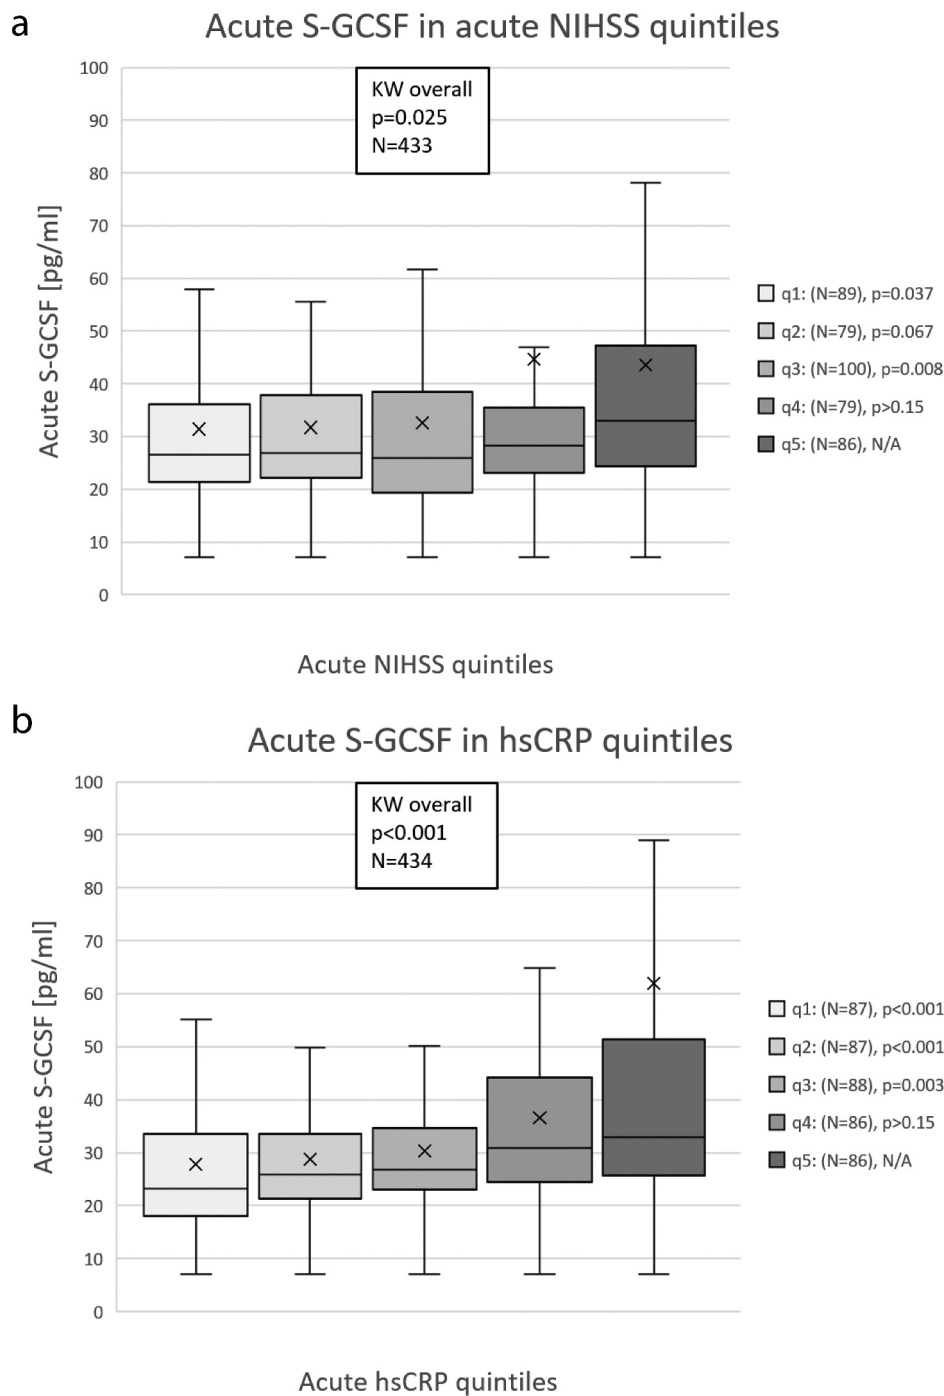 a
Acute S-GCSF in acute NIHSS quintiles
100
90
80
70
60
50
40
30
20
10
0
Acute S-GCSF [pg/ml]
KW overall
p=0.025
N=433
q1: (N=89), p=0.037
q2: (N=79), p=0.067
q3: (N=100), p=0.008
q4: (N=79), p>0.15
q5: (N=86), N/A
Acute NIHSS quintiles
b
Acute S-GCSF in hsCRP quintiles
100
90
80
70
60
50
40
30
20
10
0
Acute S-GCSF [pg/ml]
KW overall
p<0.001
N=434
q1: (N=87), p<0.001
q2: (N=87), p<0.001
q3: (N=88), p=0.003
q4: (N=86), p>0.15
q5: (N=86), N/A
Acute hsCRP quintiles